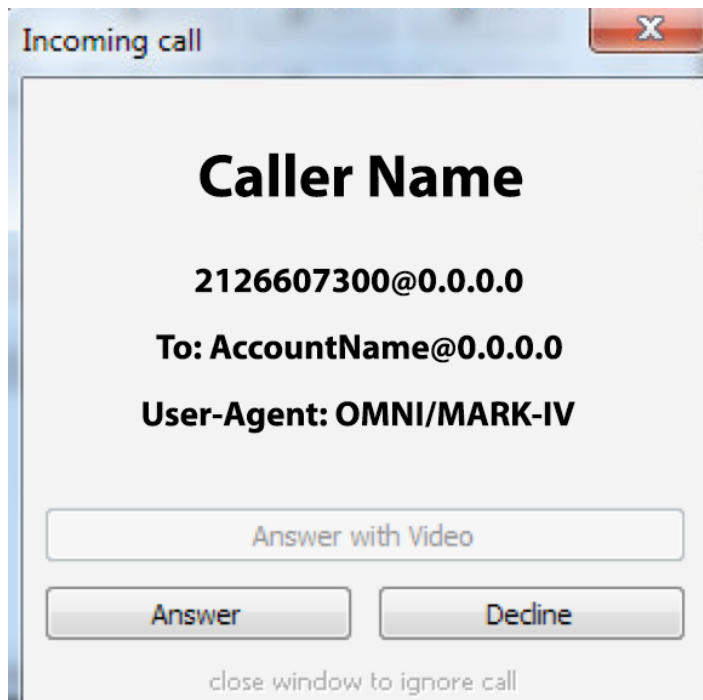 Incoming call
Caller Name
2126607300@0.0.0.0
To: AccountName@0.0.0.0
User-Agent: OMNI/MARK-IV
Answer with Video
Answer
Decline
close window to ignore call